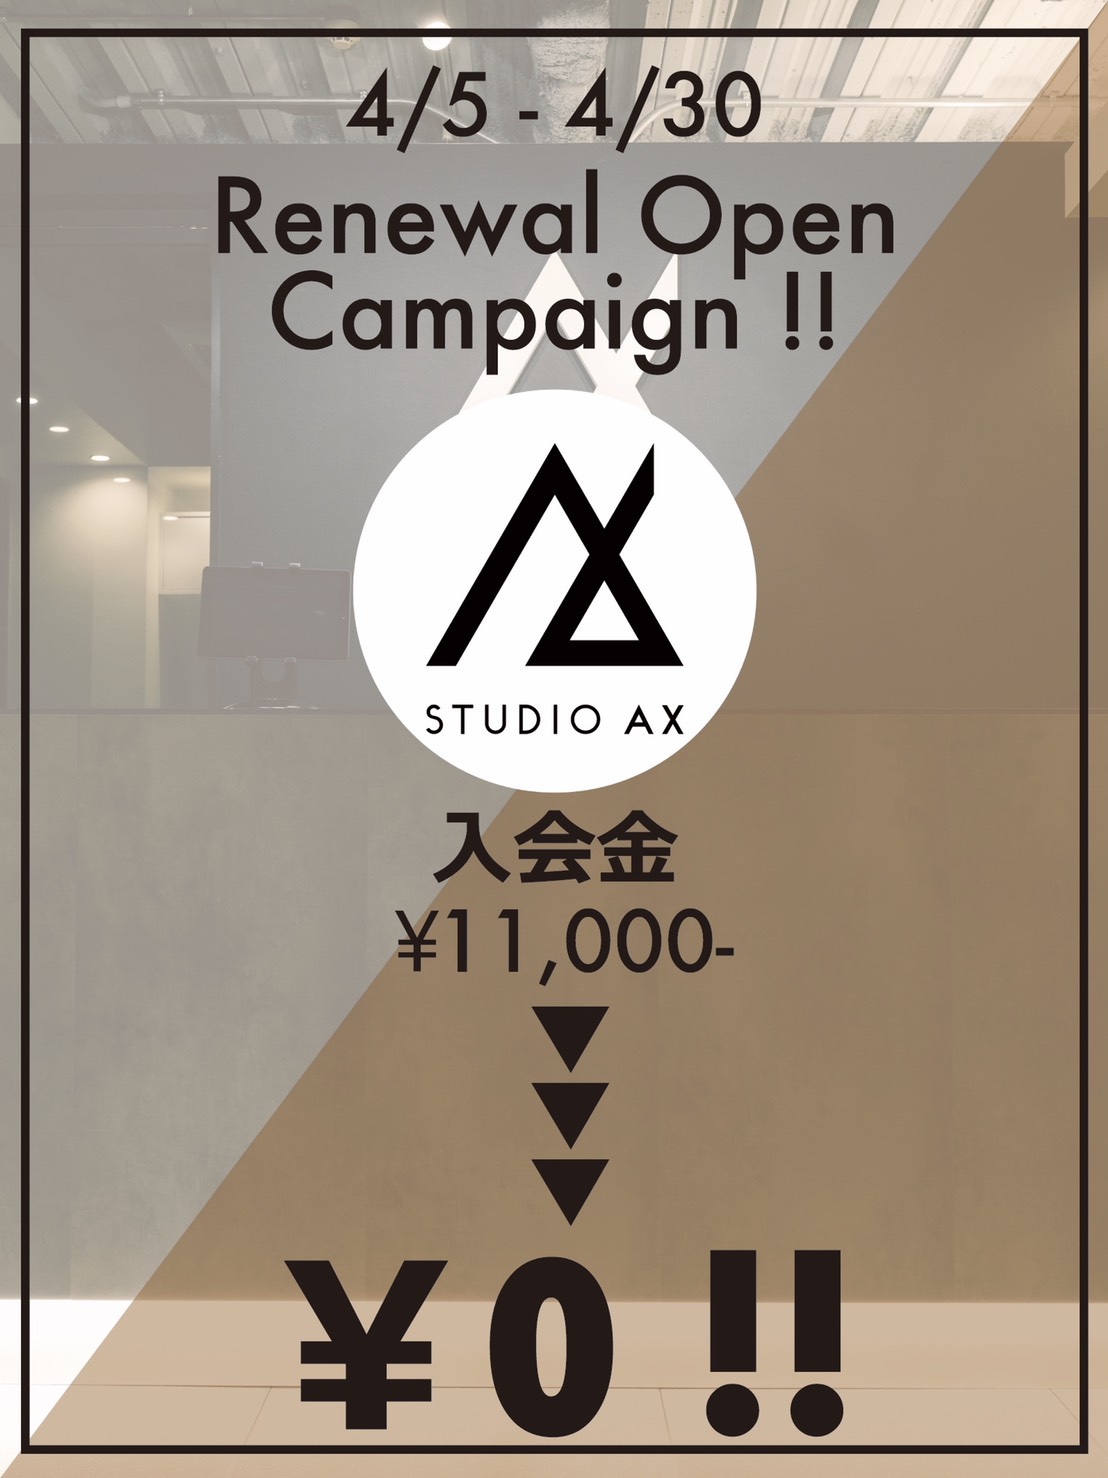 4/5 - 4/30
Renewal Open
Campaign !!
STUDIO AX
入会金
¥11,000-
¥0!!